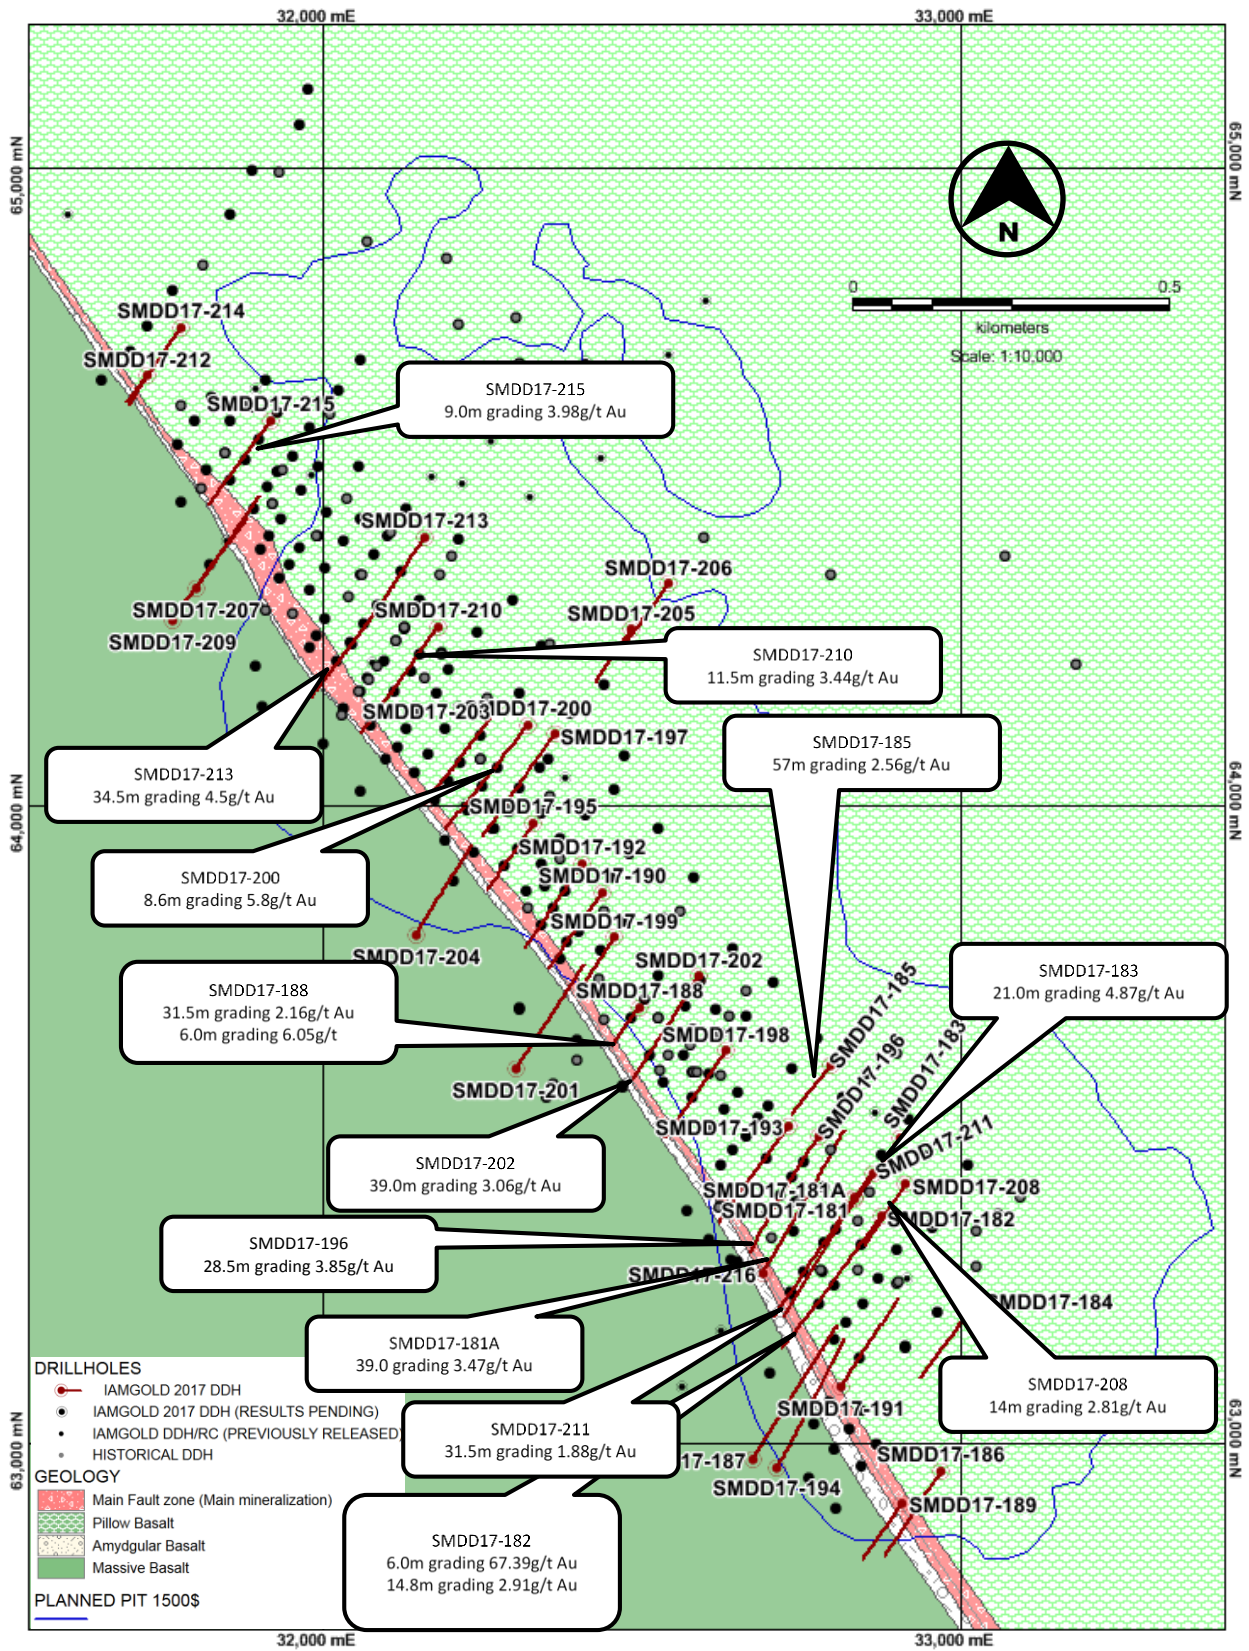 32,000 mE
33,000 mE
65,000 mN
65,000 mN
N
0
0.5
kilometers
Scale: 1:10,000
SMDD17-214
SMDD17-212
SMDD17-215
SMDD17-215
9.0m grading 3.98g/t Au
SMDD17-213
SMDD17-206
SMDD17-205
SMDD17-207
SMDD17-210
SMDD17-209
SMDD17-210
11.5m grading 3.44g/t Au
SMDD17-203
SMDD17-200
SMDD17-197
SMDD17-185
57m grading 2.56g/t Au
SMDD17-213
34.5m grading 4.5g/t Au
64,000 mN
64,000 mN
SMDD17-195
SMDD17-192
SMDD17-190
SMDD17-200
8.6m grading 5.8g/t Au
SMDD17-199
SMDD17-204
SMDD17-202
SMDD17-185
SMDD17-183
21.0m grading 4.87g/t Au
SMDD17-188
31.5m grading 2.16g/t Au
6.0m grading 6.05g/t
SMDD17-188
SMDD17-198
SMDD17-196
SMDD17-183
SMDD17-201
SMDD17-193
SMDD17-211
SMDD17-202
39.0m grading 3.06g/t Au
SMDD17-181A
SMDD17-181
SMDD17-208
SMDD17-182
SMDD17-196
28.5m grading 3.85g/t Au
SMDD17-216
SMDD17-184
SMDD17-181A
39.0 grading 3.47g/t Au
SMDD17-208
14m grading 2.81g/t Au
SMDD17-191
SMDD17-211
31.5m grading 1.88g/t Au
63,000 mN
63,000 mN
17-187
SMDD17-194
SMDD17-186
SMDD17-189
SMDD17-182
6.0m grading 67.39g/t Au
14.8m grading 2.91g/t Au
DRILLHOLES
IAMGOLD 2017 DDH
IAMGOLD 2017 DDH (RESULTS PENDING)
IAMGOLD DDH/RC (PREVIOUSLY RELEASED)
HISTORICAL DDH
GEOLOGY
Main Fault zone (Main mineralization)
Pillow Basalt
Amydgular Basalt
Massive Basalt
PLANNED PIT 1500$
32,000 mE
33,000 mE